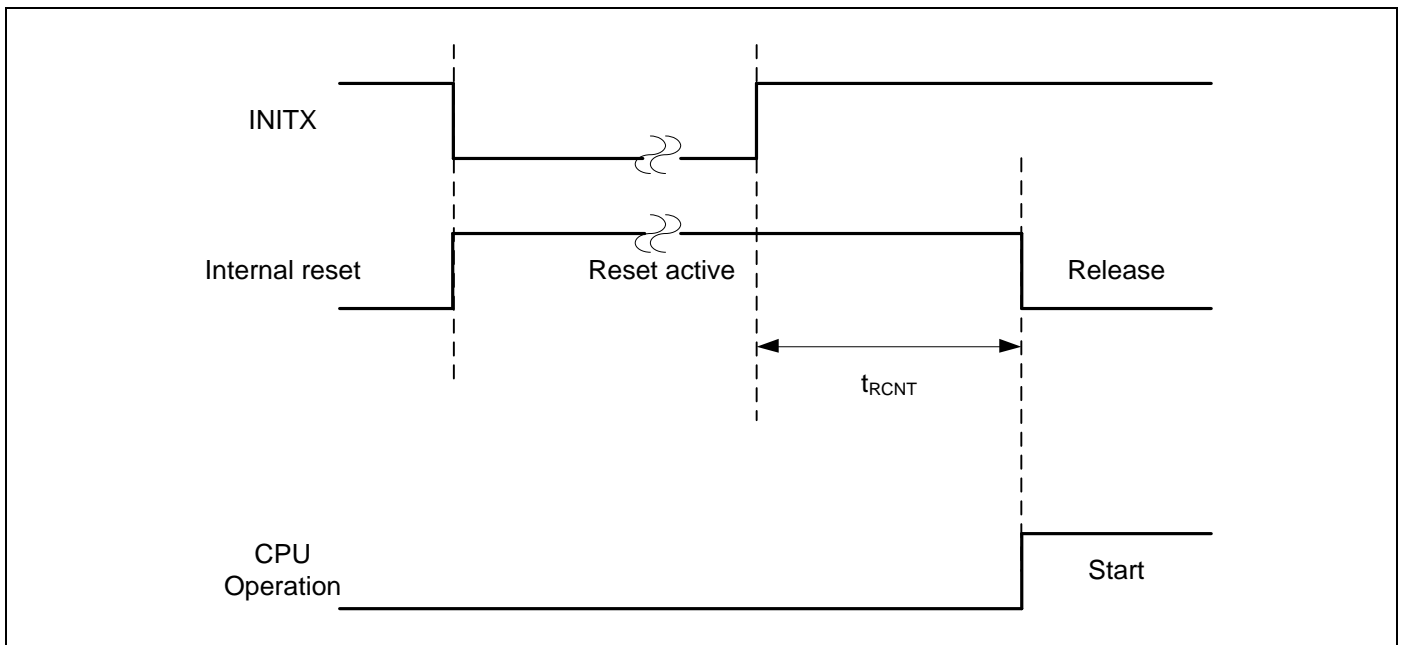 INITX
Internal reset
Reset active
Release
tRCNT
CPU
Operation
Start